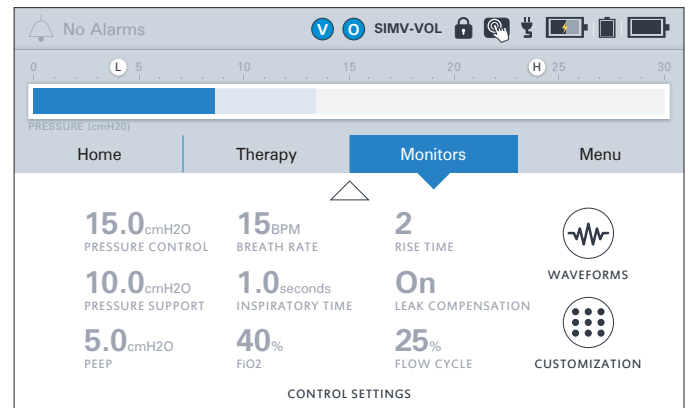 No Alarms V O SIMV-VOL
0 L 5 10 15 20 H 25 30
PRESSURE (cmH20)
Home Therapy Monitors Menu
15.0cmH2O 15BPM 2
PRESSURE CONTROL BREATH RATE RISE TIME
WAVEFORMS
10.0cmH2O 1.0seconds On
PRESSURE SUPPORT INSPIRATORY TIME LEAK COMPENSATION
5.0cmH2O 40% 25%
PEEP FiO2 FLOW CYCLE CUSTOMIZATION
CONTROL SETTINGS